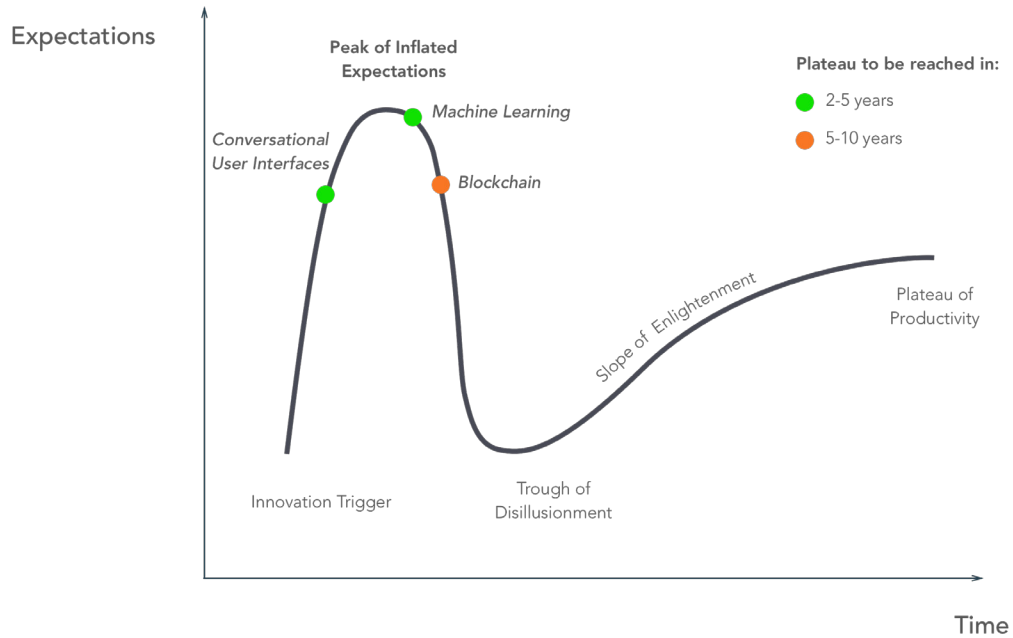 Expectations
Peak of Inflated
Expectations
Plateau to be reached in:
2-5 years
5-10 years
Machine Learning
Conversational
User Interfaces
Blockchain
Slope of Enlightenment
Plateau of
Productivity
Innovation Trigger
Trough of
Disillusionment
Time